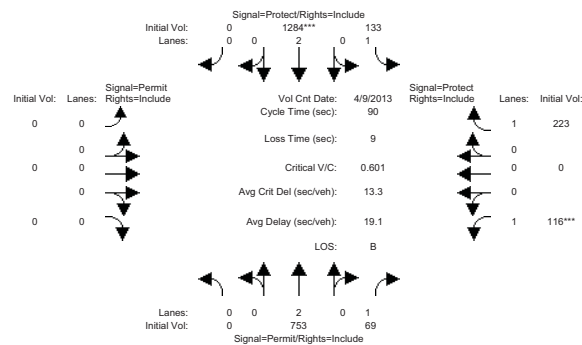 Signal=Protect/Rights=Include
Initial Vol: 0 1284*** 133
Lanes: 0 0 2 0 1
Signal=Permit
Initial Vol: Lanes: Rights=Include
Vol Cnt Date: 4/9/2013
Signal=Protect
Rights=Include Lanes: Initial Vol:
Cycle Time (sec): 90
0 0
1 223
Loss Time (sec): 9
0
0
0 0
Critical V/C: 0.601
0 0
0
Avg Crit Del (sec/veh): 13.3
0
0 0
Avg Delay (sec/veh): 19.1
1 116***
LOS: B
Lanes: 0 0 2 0 1
Initial Vol: 0 753 69
Signal=Permit/Rights=Include